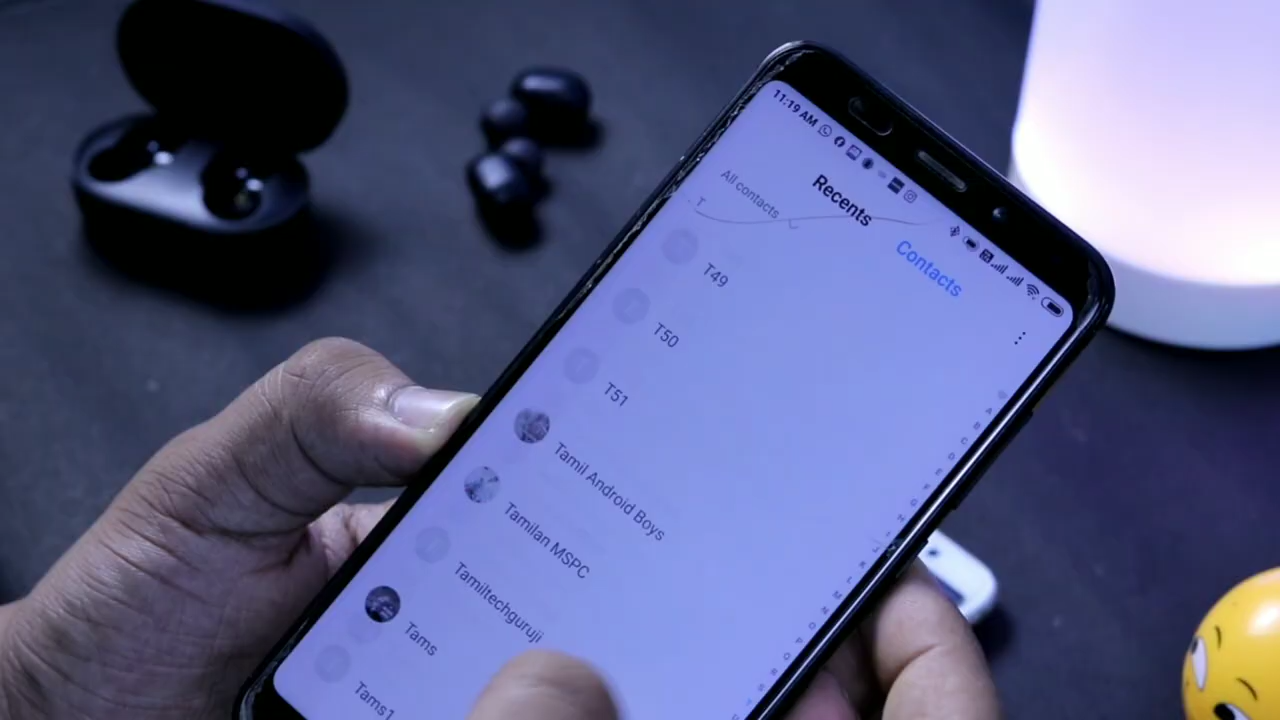 11:19 AM
Recents
Contacts
All contacts
T
T49
T50
T51
Tamil Android Boys
Tamilan MSPC
Tamiltechguruji
Tams
Tams1